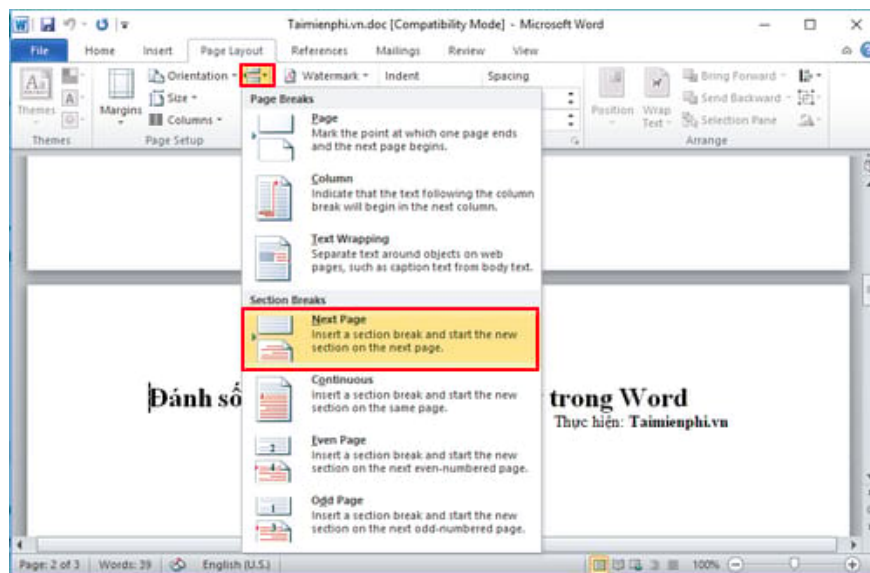 Taimienphi.vn.doc [Compatibility Mode] - Microsoft Word
File Home Insert Page Layout References Mailings Review View
Themes
Margins
Orientation
Size
Columns
Watermark
Indent
Spacing
Position
Wrap Text
Bring Forward
Send Backward
Selection Pane
Themes
Page Setup
Arrange
Page Breaks
Page
Mark the point at which one page ends
and the next page begins.
Column
Indicate that the text following the column
break will begin in the next column.
Text Wrapping
Separate text around objects on web
pages, such as caption text from body text.
Section Breaks
Next Page
Insert a section break and start the new
section on the next page.
Continuous
Insert a section break and start the new
section on the same page.
Even Page
Insert a section break and start the new
section on the next even-numbered page.
Odd Page
Insert a section break and start the new
section on the next odd-numbered page.
Đánh số trong Word
Thực hiện: Taimienphi.vn
Page: 2 of 3 Words: 39 English (U.S.) 100%